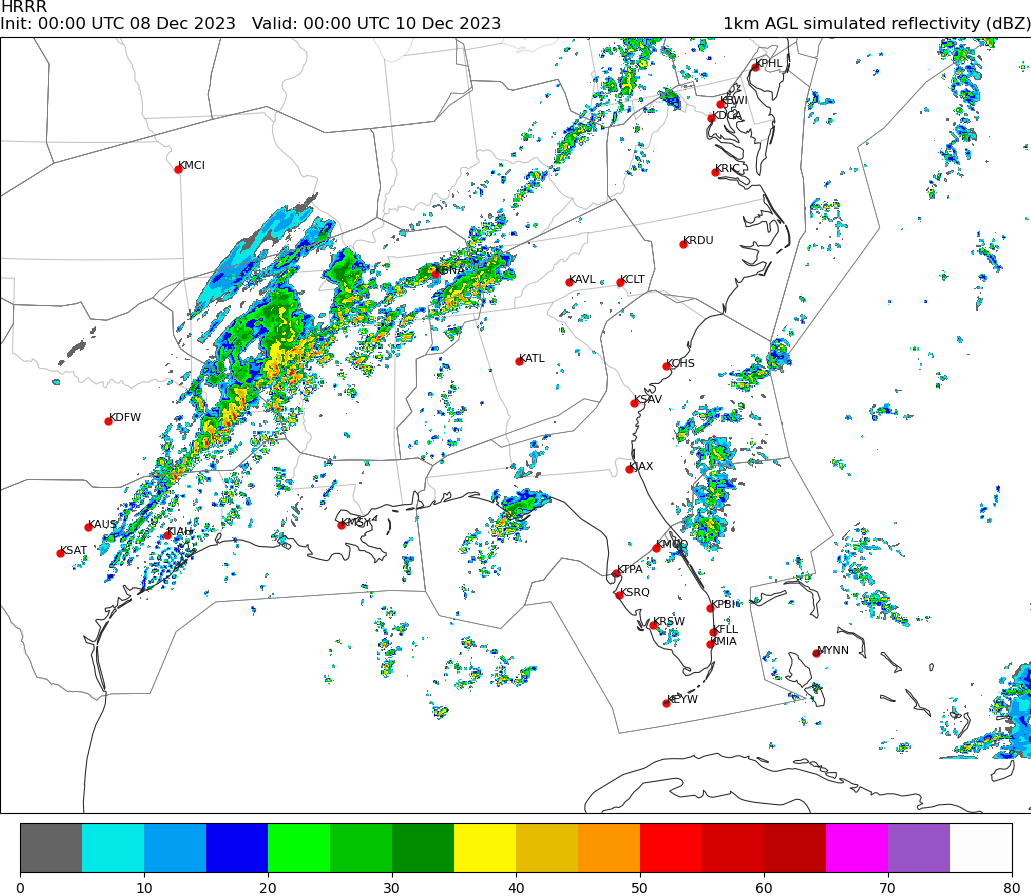 HRRR
Init: 00:00 UTC 08 Dec 2023   Valid: 00:00 UTC 10 Dec 2023   1km AGL simulated reflectivity (dBZ)
KPHL
KBWI
KDCA
KMCI
KRIC
KRDU
KBNA
KAVL
KCLT
KATL
KCHS
KSAV
KDFW
KJAX
KAUS
KIAH
KMSY
KSAT
KMCO
KTPA
KSRQ
KPBI
KRSW
KFLL
KMIA
MYNN
KEYW
0 10 20 30 40 50 60 70 80